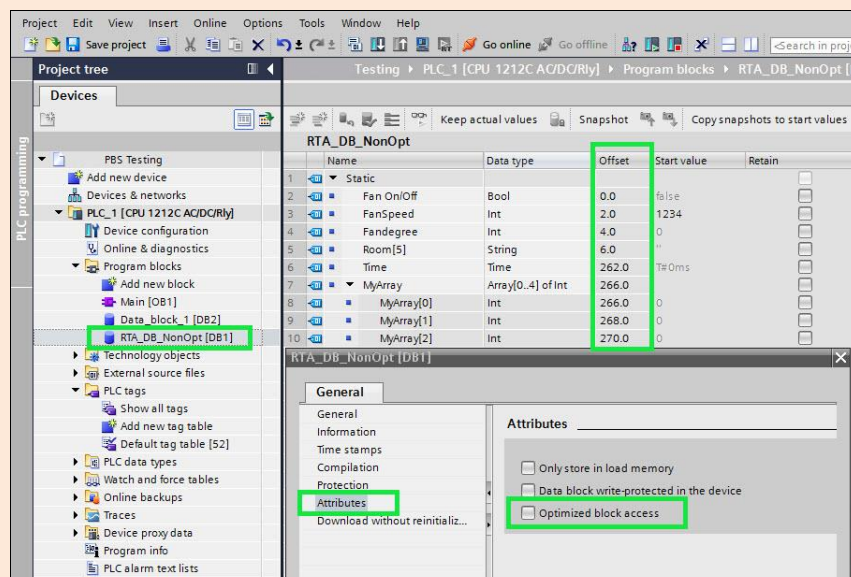 Project Edit View Insert Online Options Tools Window Help
Save project Go online Go offline <Search in proj
Project tree
Testing ▸ PLC_1 [CPU 1212C AC/DC/Rly] ▸ Program blocks ▸ RTA_DB_NonOpt [
Devices
Keep actual values Snapshot Copy snapshots to start values
RTA_DB_NonOpt
Name Data type Offset Start value Retain
1 Static
2 Fan On/Off Bool 0.0 false
3 FanSpeed Int 2.0 1234
4 Fandegree Int 4.0 0
5 Room[5] String 6.0 ''
6 Time Time 262.0 T#0ms
7 MyArray Array[0..4] of Int 266.0
8 MyArray[0] Int 266.0 0
9 MyArray[1] Int 268.0 0
10 MyArray[2] Int 270.0 0
PLC programming
PBS Testing
Add new device
Devices & networks
PLC_1 [CPU 1212C AC/DC/Rly]
Device configuration
Online & diagnostics
Program blocks
Add new block
Main [OB1]
Data_block_1 [DB2]
RTA_DB_NonOpt [DB1]
Technology objects
External source files
PLC tags
Show all tags
Add new tag table
Default tag table [52]
PLC data types
Watch and force tables
Online backups
Traces
Device proxy data
Program info
PLC alarm text lists
RTA_DB_NonOpt [DB1]
General
General
Information
Time stamps
Compilation
Protection
Attributes
Download without reinitializ...
Attributes
Only store in load memory
Data block write-protected in the device
Optimized block access